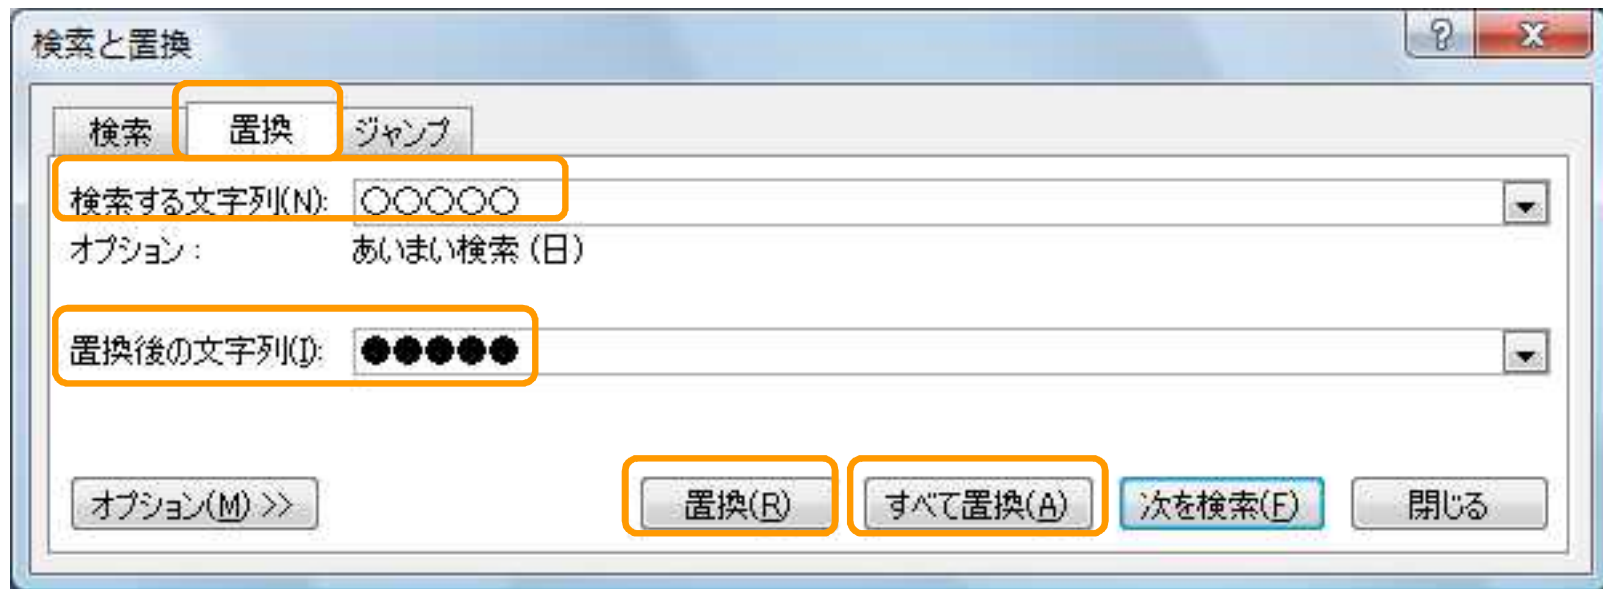 検索と置換
検索 置換 ジャンプ
検索する文字列(N): ○○○○○
オプション: あいまい検索 (日)
置換後の文字列(I): ●●●●●
オプション(M) >> 置換(R) すべて置換(A) 次を検索(F) 閉じる